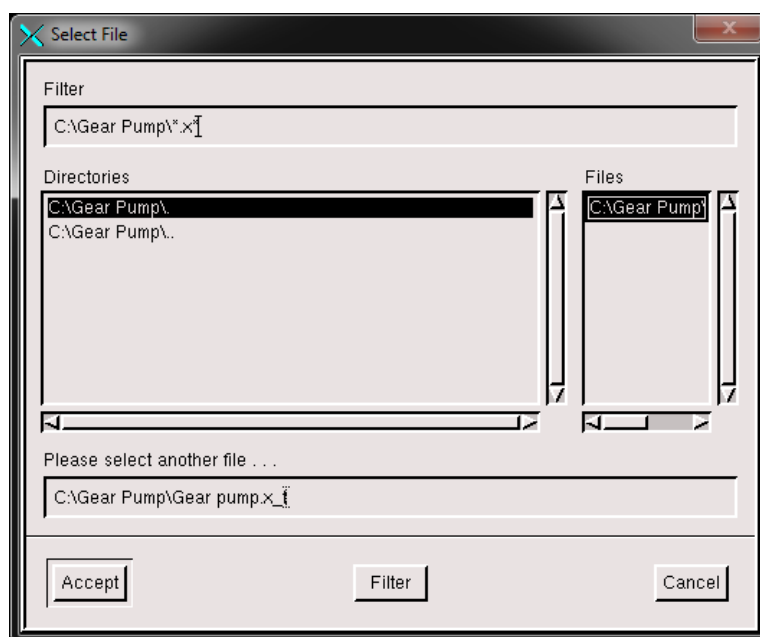 Select File
Filter
C:\Gear Pump\*.x*
Directories
Files
C:\Gear Pump\.
C:\Gear Pump\..
C:\Gear Pump\
Please select another file . . .
C:\Gear Pump\Gear pump.x_t
Accept
Filter
Cancel